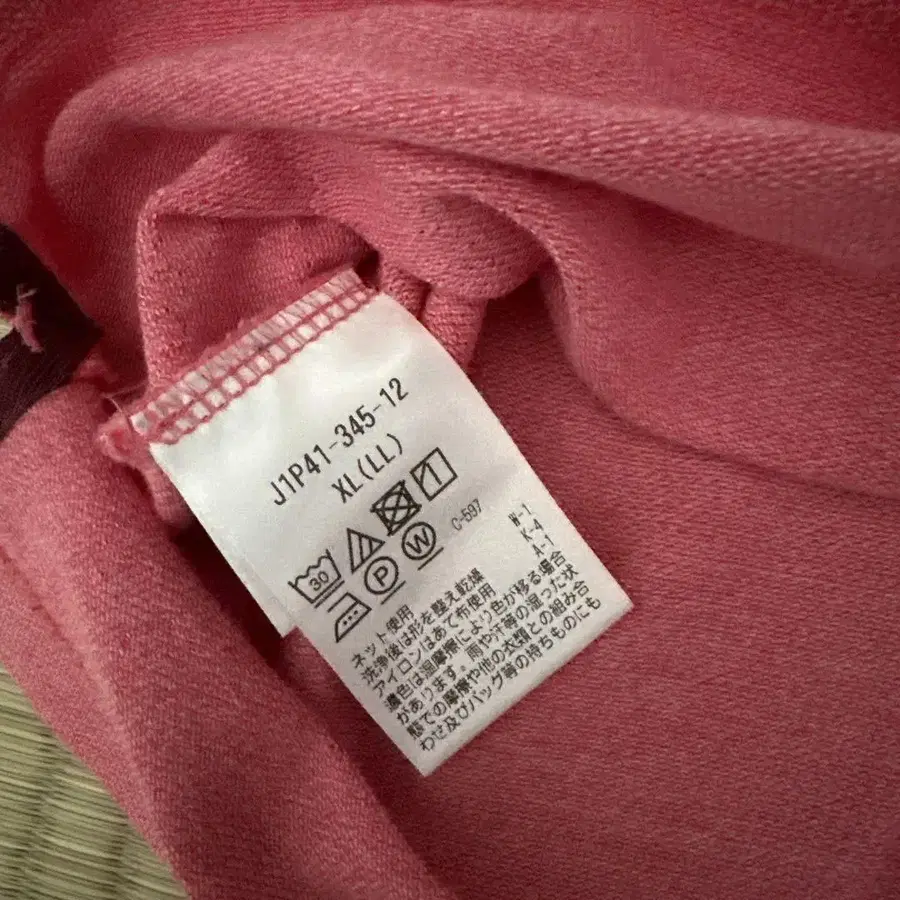 J1P41-345-12
XL(LL)
30
P W C-597
W-1
K-4
A-1
ネット使用
洗浄後は形を整え乾燥
アイロンはあて布使用
濃色は湿摩擦により色が移る場合
があります。雨や汗等の湿った状
態での摩擦や他の衣類との組み合
わせ及びバッグ等の持ちものにも